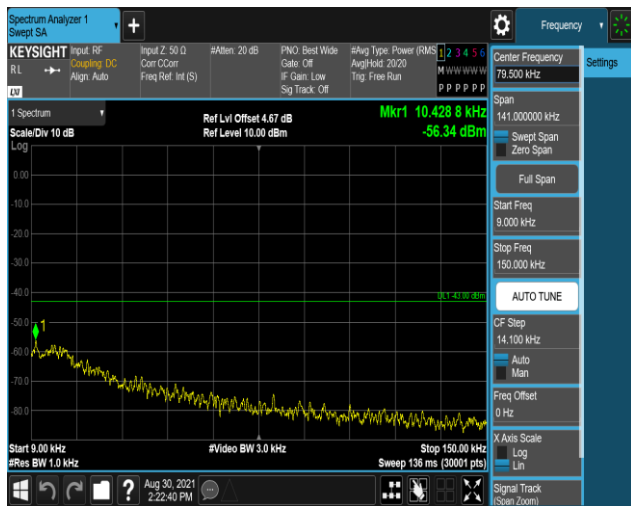 Spectrum Analyzer 1
Swept SA
Frequency
KEYSIGHT
Input: RF
Coupling: DC
Align: Auto
Input Z: 50 Ω
Corr CCorr
Freq Ref: Int (S)
#Atten: 20 dB
PNO: Best Wide
Gate: Off
IF Gain: Low
Sig Track: Off
#Avg Type: Power (RMS
Avg|Hold: 20/20
Trig: Free Run
1 2 3 4 5 6
M W W W W W
P P P P P P
RL
LXI
1 Spectrum
Scale/Div 10 dB
Ref Lvl Offset 4.67 dB
Ref Level 10.00 dBm
Mkr1 10.428 8 kHz
-56.34 dBm
Log
0.00
-10.0
-20.0
-30.0
-40.0
-50.0
-60.0
-70.0
-80.0
DL1 -43.00 dBm
1
Start 9.00 kHz
#Res BW 1.0 kHz
#Video BW 3.0 kHz
Stop 150.00 kHz
Sweep 136 ms (30001 pts)
?
Aug 30, 2021
2:22:40 PM
Center Frequency
79.500 kHz
Settings
Span
141.000000 kHz
Swept Span
Zero Span
Full Span
Start Freq
9.000 kHz
Stop Freq
150.000 kHz
AUTO TUNE
CF Step
14.100 kHz
Auto
Man
Freq Offset
0 Hz
X Axis Scale
Log
Lin
Signal Track
(Span Zoom)